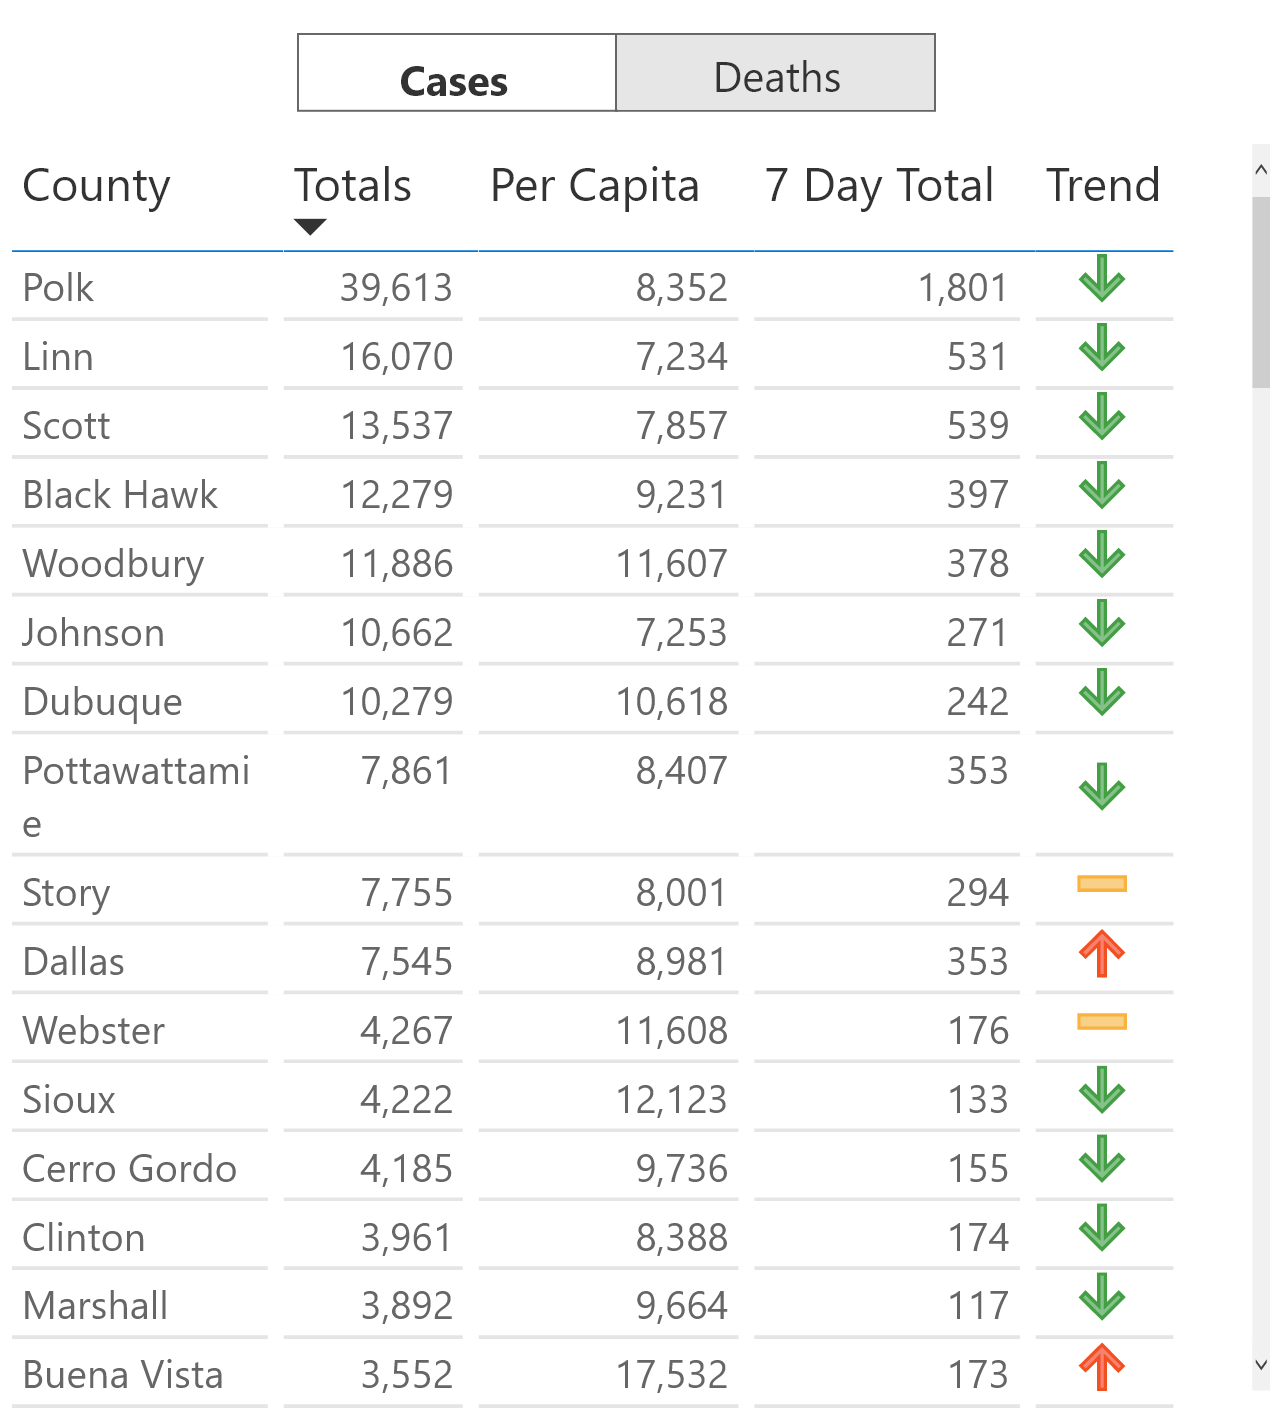 Cases Deaths
County Totals Per Capita 7 Day Total Trend
Polk 39,613 8,352 1,801
Linn 16,070 7,234 531
Scott 13,537 7,857 539
Black Hawk 12,279 9,231 397
Woodbury 11,886 11,607 378
Johnson 10,662 7,253 271
Dubuque 10,279 10,618 242
Pottawattami 7,861 8,407 353
e
Story 7,755 8,001 294
Dallas 7,545 8,981 353
Webster 4,267 11,608 176
Sioux 4,222 12,123 133
Cerro Gordo 4,185 9,736 155
Clinton 3,961 8,388 174
Marshall 3,892 9,664 117
Buena Vista 3,552 17,532 173